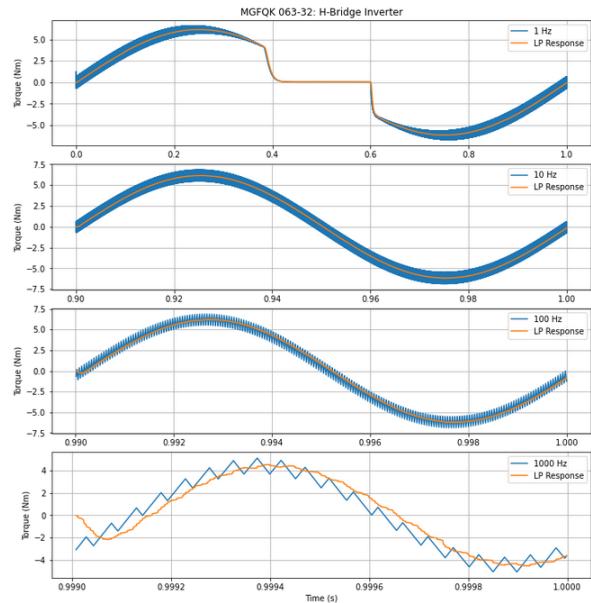 MGFQK 063-32: H-Bridge Inverter
1 Hz
LP Response
Torque (Nm)
5.0
2.5
0.0
-2.5
-5.0
0.0 0.2 0.4 0.6 0.8 1.0
10 Hz
LP Response
Torque (Nm)
7.5
5.0
2.5
0.0
-2.5
-5.0
-7.5
0.90 0.92 0.94 0.96 0.98 1.00
100 Hz
LP Response
Torque (Nm)
7.5
5.0
2.5
0.0
-2.5
-5.0
-7.5
0.990 0.992 0.994 0.996 0.998 1.000
1000 Hz
LP Response
Torque (Nm)
4
2
0
-2
-4
0.9990 0.9992 0.9994 0.9996 0.9998 1.0000
Time (s)